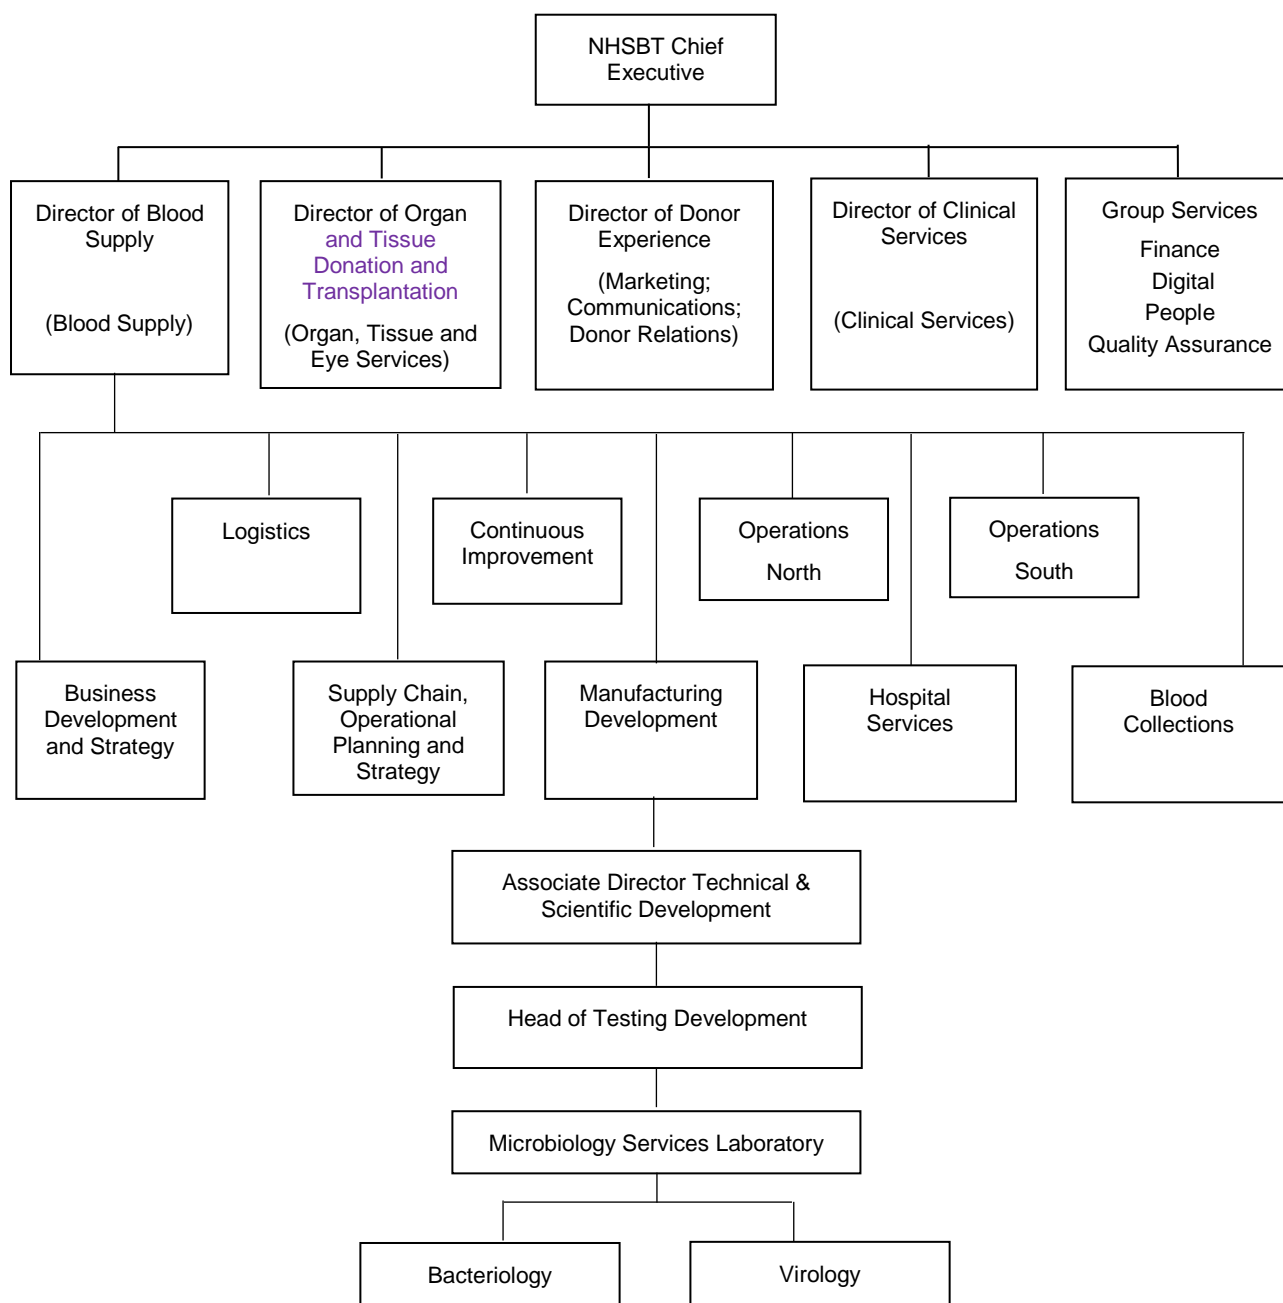 NHSBT Chief
Executive
Director of Blood
Supply
(Blood Supply)
Director of Organ
and Tissue
Donation and
Transplantation
(Organ, Tissue and
Eye Services)
Director of Donor
Experience
(Marketing;
Communications;
Donor Relations)
Director of Clinical
Services
(Clinical Services)
Group Services
Finance
Digital
People
Quality Assurance
Logistics
Continuous
Improvement
Operations
North
Operations
South
Business
Development
and Strategy
Supply Chain,
Operational
Planning and
Strategy
Manufacturing
Development
Hospital
Services
Blood
Collections
Associate Director Technical &
Scientific Development
Head of Testing Development
Microbiology Services Laboratory
Bacteriology
Virology